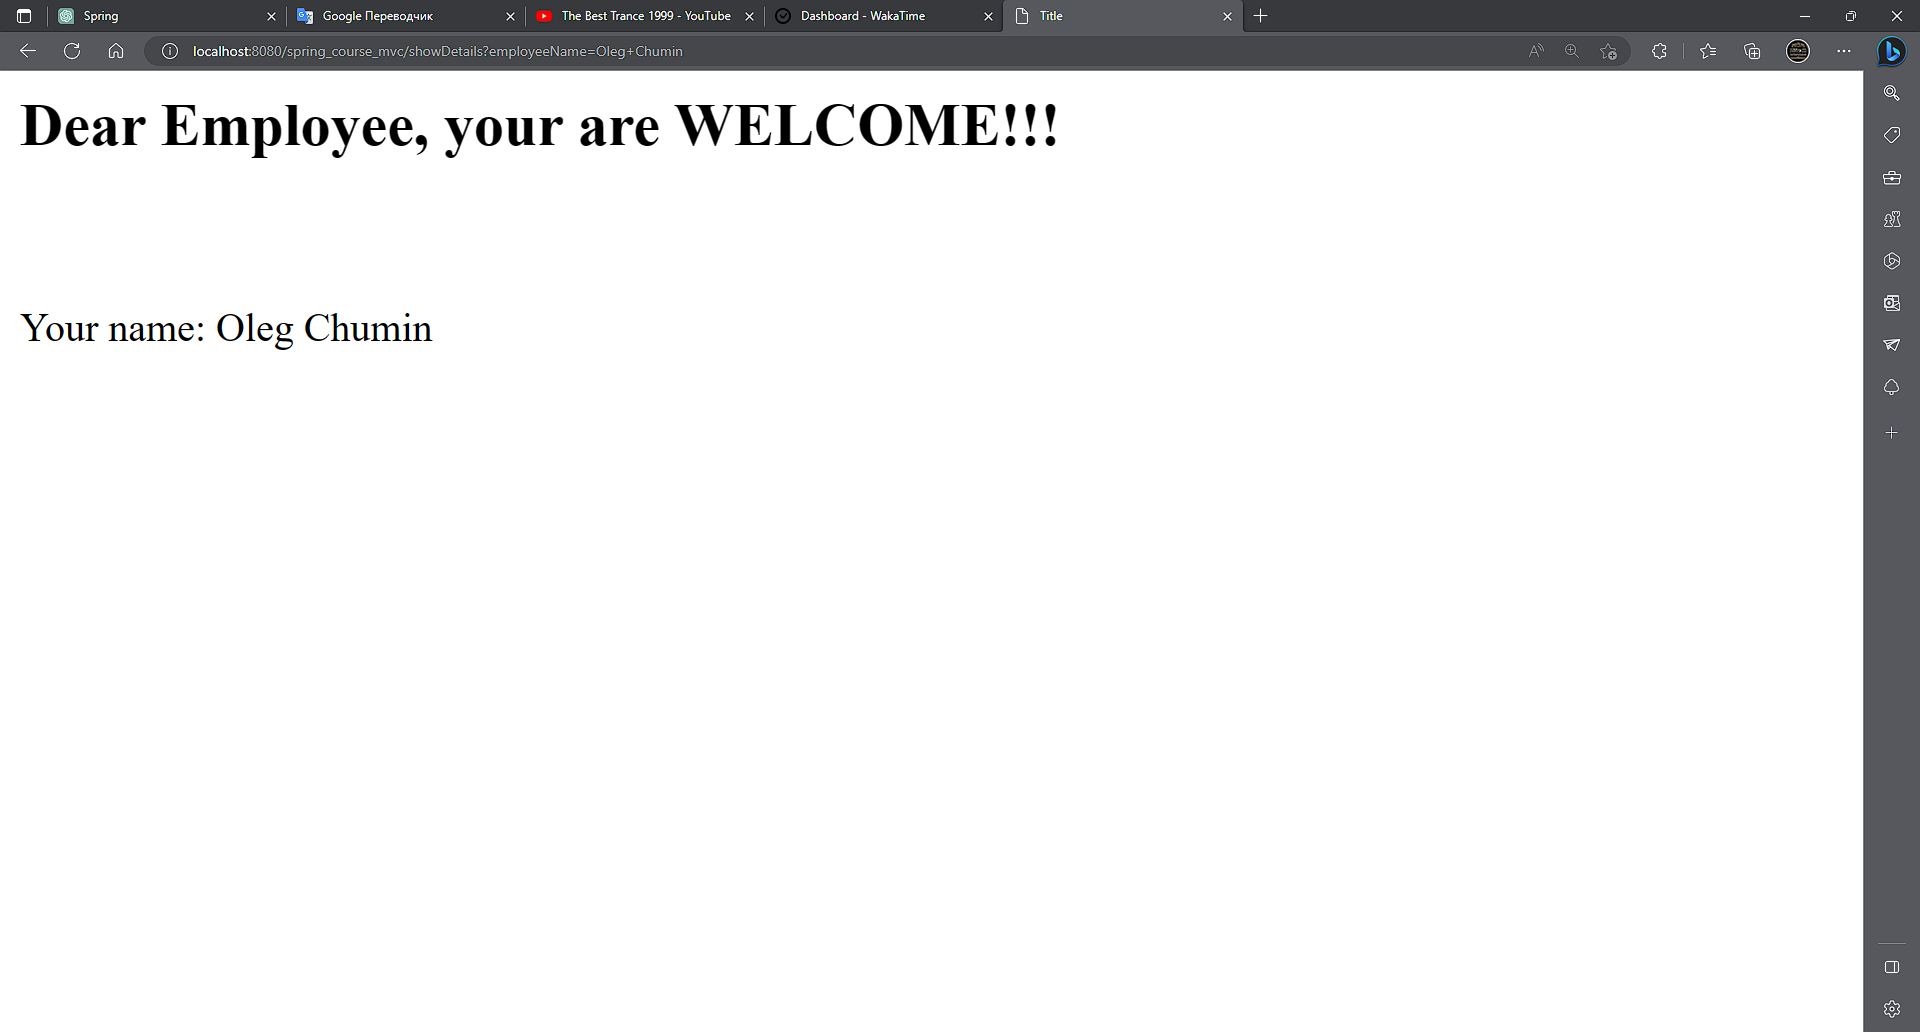 Spring
Google Переводчик
The Best Trance 1999 - YouTube
Dashboard - WakaTime
Title
localhost:8080/spring_course_mvc/showDetails?employeeName=Oleg+Chumin
Dear Employee, your are WELCOME!!!
Your name: Oleg Chumin